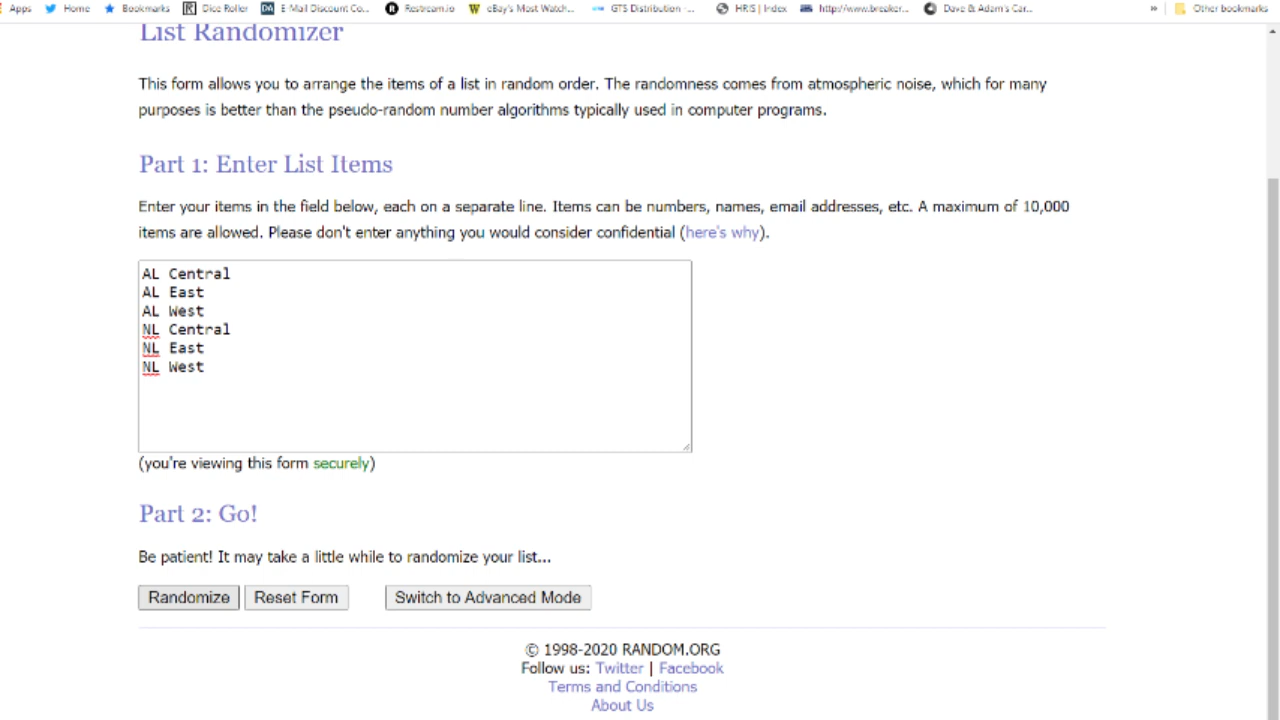 Apps Home Bookmarks Dice Roller E-Mail Discount Co... Restream.io eBay's Most Watch... GTS Distribution -... HRIS | Index http://www.breaker... Dave & Adam's Car... » Other bookmarks
List Randomizer
This form allows you to arrange the items of a list in random order. The randomness comes from atmospheric noise, which for many
purposes is better than the pseudo-random number algorithms typically used in computer programs.
Part 1: Enter List Items
Enter your items in the field below, each on a separate line. Items can be numbers, names, email addresses, etc. A maximum of 10,000
items are allowed. Please don't enter anything you would consider confidential (here's why).
AL Central
AL East
AL West
NL Central
NL East
NL West
(you're viewing this form securely)
Part 2: Go!
Be patient! It may take a little while to randomize your list...
Randomize Reset Form Switch to Advanced Mode
© 1998-2020 RANDOM.ORG
Follow us: Twitter | Facebook
Terms and Conditions
About Us